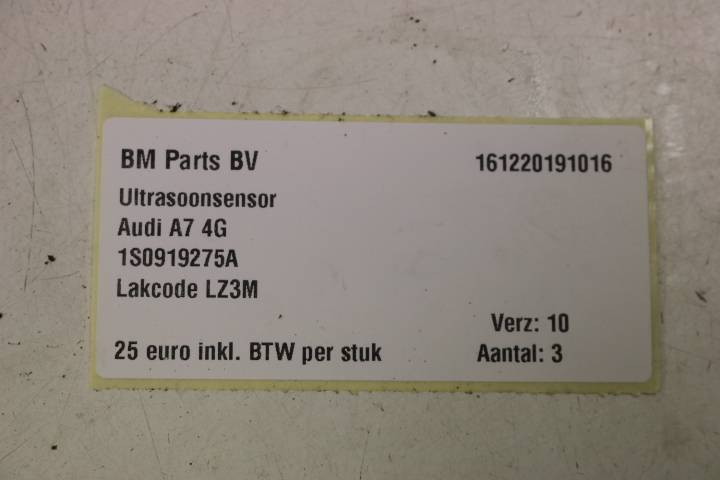 BM Parts BV 161220191016
Ultrasoonsensor
Audi A7 4G
1S0919275A
Lakcode LZ3M
Verz: 10
25 euro inkl. BTW per stuk Aantal: 3